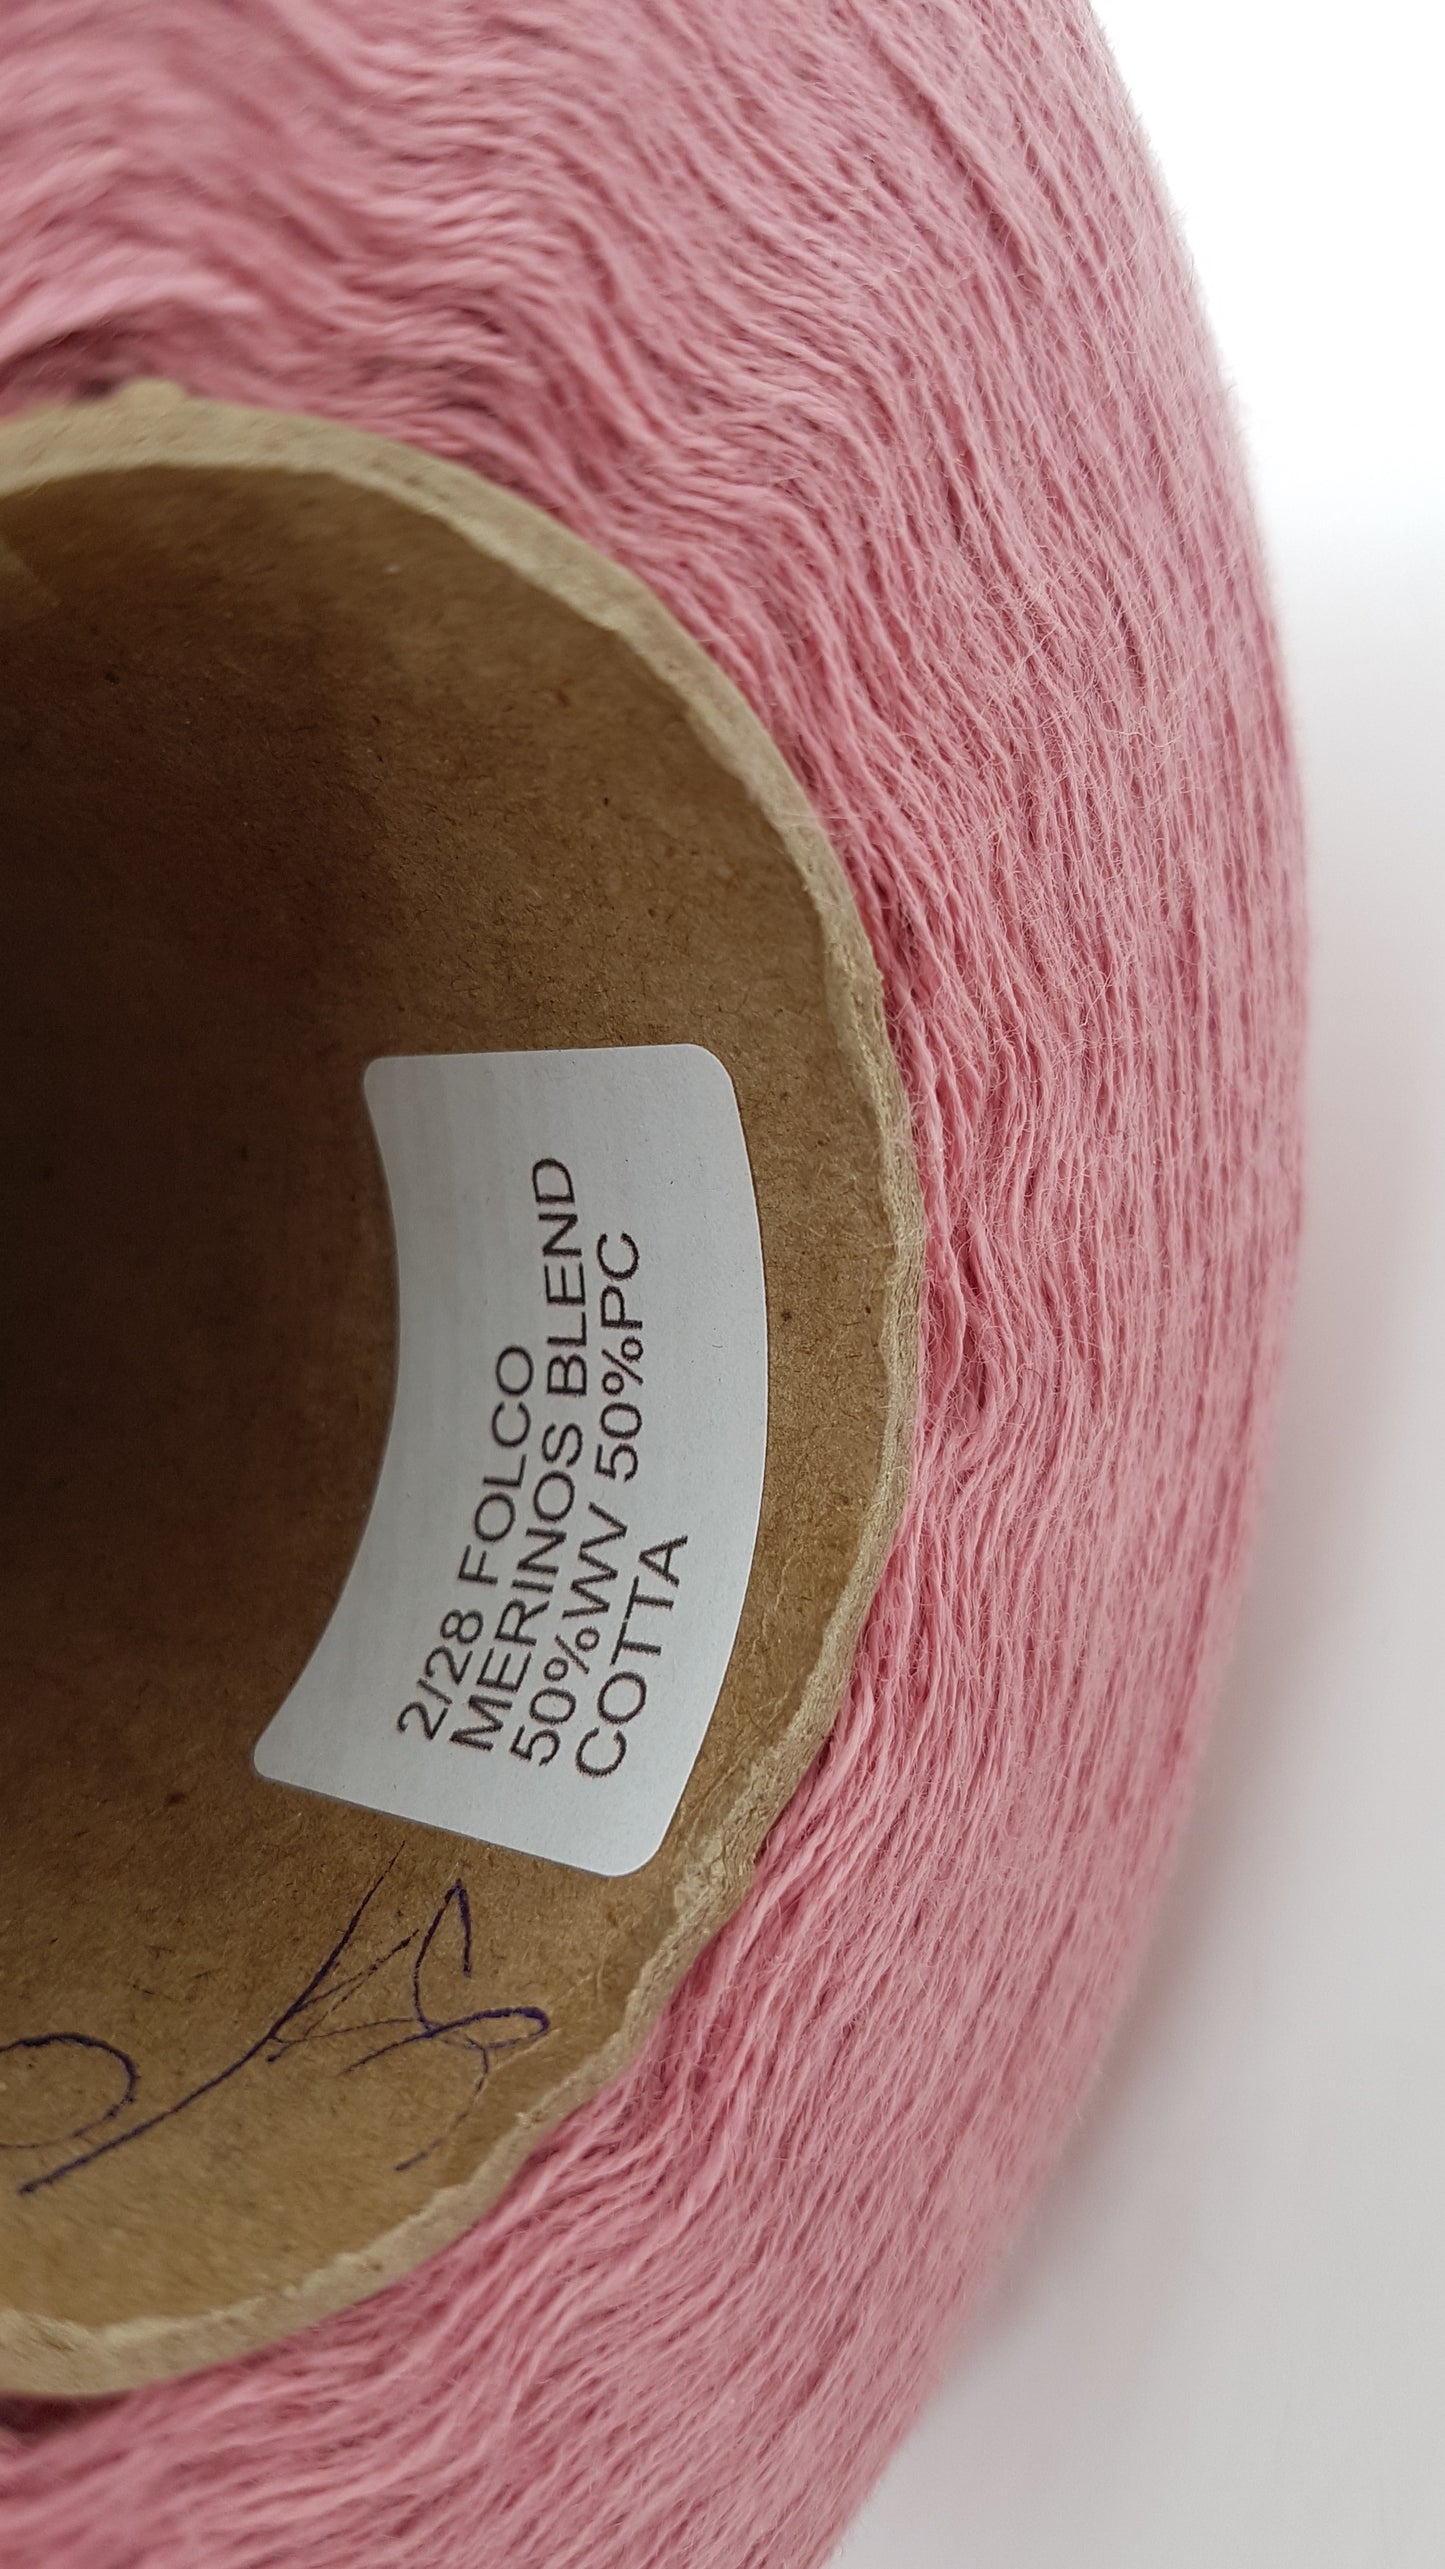 2/28 FOLCO
MERINOS BLEND
50%WV 50%PC
COTTA